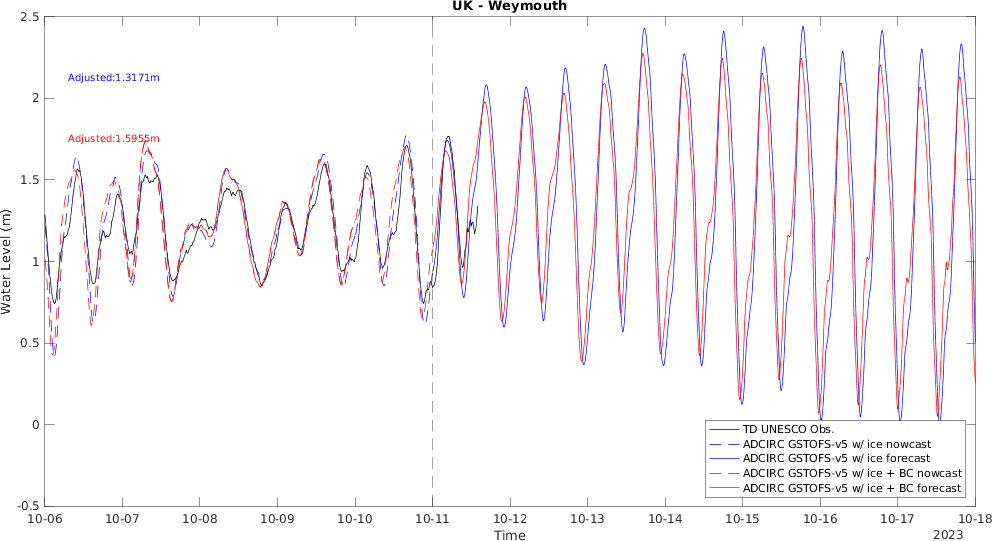 UK - Weymouth
2.5
2
1.5
1
0.5
0
-0.5
Water Level (m)
Adjusted:1.3171m
Adjusted:1.5955m
TD UNESCO Obs.
ADCIRC GSTOFS-v5 w/ ice nowcast
ADCIRC GSTOFS-v5 w/ ice forecast
ADCIRC GSTOFS-v5 w/ ice + BC nowcast
ADCIRC GSTOFS-v5 w/ ice + BC forecast
10-06 10-07 10-08 10-09 10-10 10-11 10-12 10-13 10-14 10-15 10-16 10-17 10-18
Time
2023